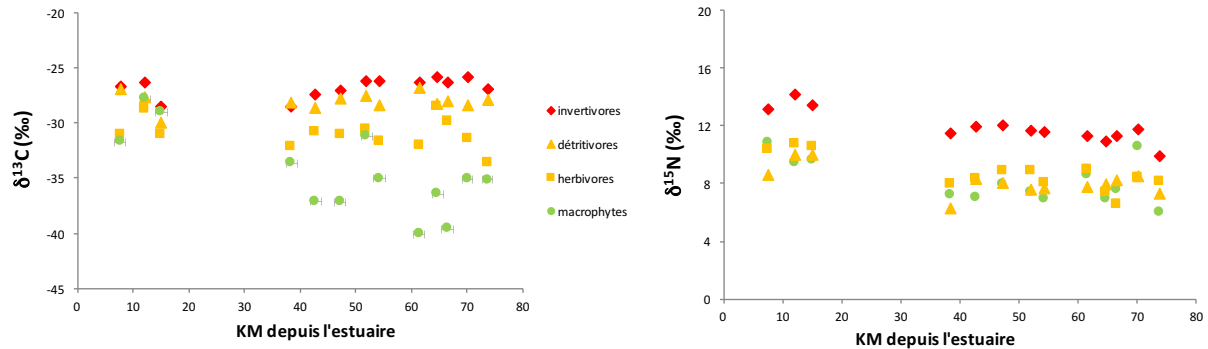 -20
-25
-30
-35
-40
-45
δ13C (‰)
0 10 20 30 40 50 60 70 80
KM depuis l'estuaire
invertivores
détritivores
herbivores
macrophytes
20
16
12
8
4
0
δ15N (‰)
0 10 20 30 40 50 60 70 80
KM depuis l'estuaire